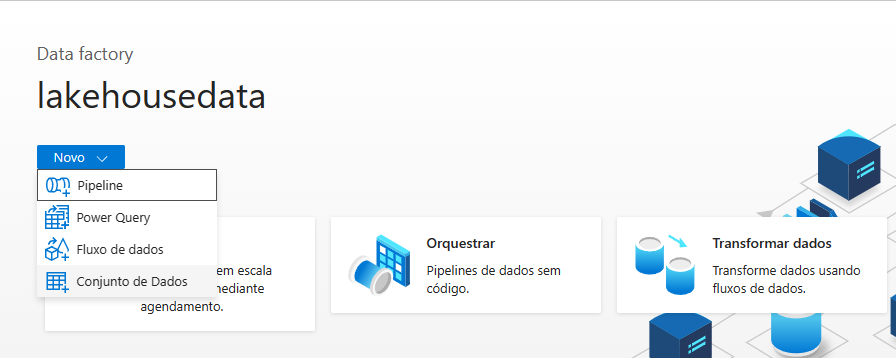 Data factory
lakehousedata
Novo
Pipeline
Power Query
Fluxo de dados
Conjunto de Dados
em escala
mediante
agendamento.
Orquestrar
Pipelines de dados sem
código.
Transformar dados
Transforme dados usando
fluxos de dados.